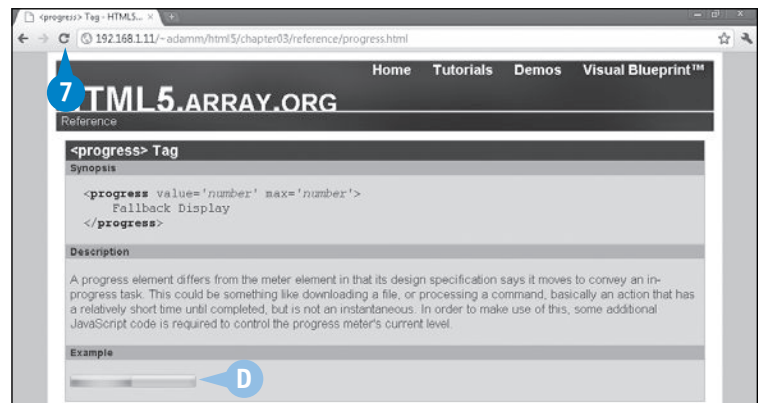 <progress> Tag - HTML5...
192.168.1.11/~adamm/html5/chapter03/reference/progress.html
Home Tutorials Demos Visual Blueprint™
7
HTML5.ARRAY.ORG
Reference
<progress> Tag
Synopsis
<progress value='number' max='number'>
Fallback Display
</progress>
Description
A progress element differs from the meter element in that its design specification says it moves to convey an in-
progress task. This could be something like downloading a file, or processing a command, basically an action that has
a relatively short time until completed, but is not an instantaneous. In order to make use of this, some additional
JavaScript code is required to control the progress meter's current level.
Example
D